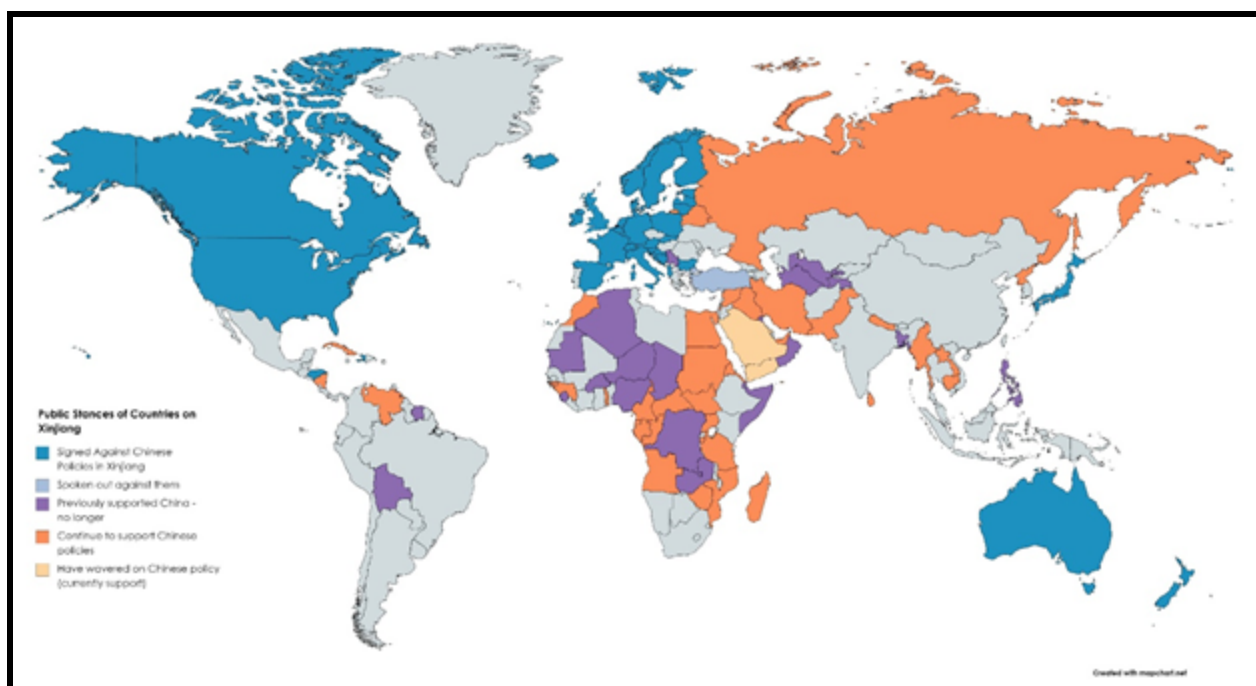 Public Stances of Countries on
Xinjiang
Signed Against Chinese
Policies in Xinjiang
Spoken out against them
Previously supported China -
no longer
Continue to support Chinese
policies
Have wavered on Chinese policy
(currently support)
Created with mapchart.net